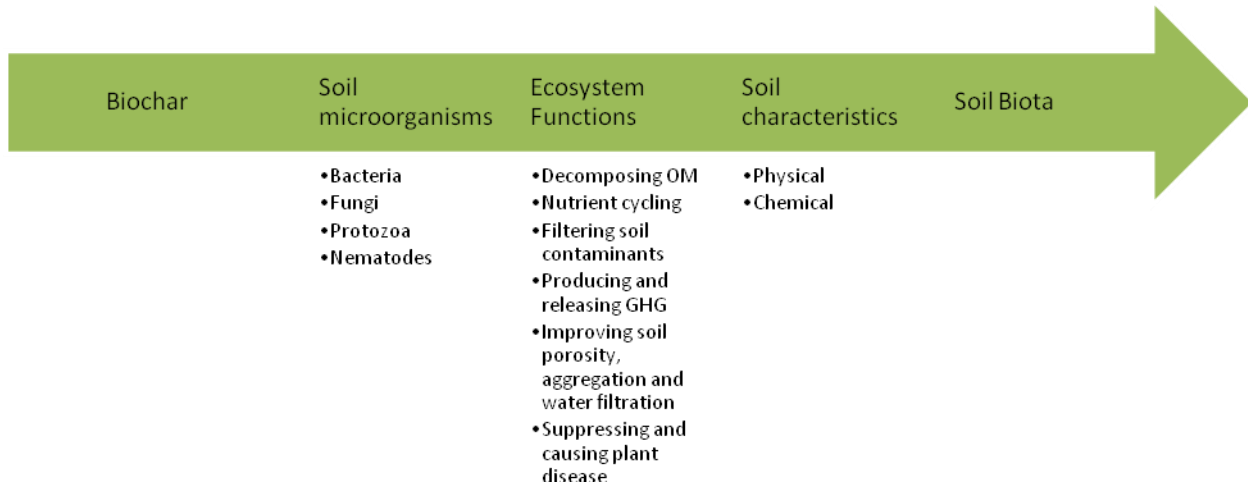 Biochar
Soil
microorganisms
Ecosystem
Functions
Soil
characteristics
Soil Biota
•Bacteria
•Fungi
•Protozoa
•Nematodes
•Decomposing OM
•Nutrient cycling
•Filtering soil
contaminants
•Producing and
releasing GHG
•Improving soil
porosity,
aggregation and
water filtration
•Suppressing and
causing plant
disease
•Physical
•Chemical